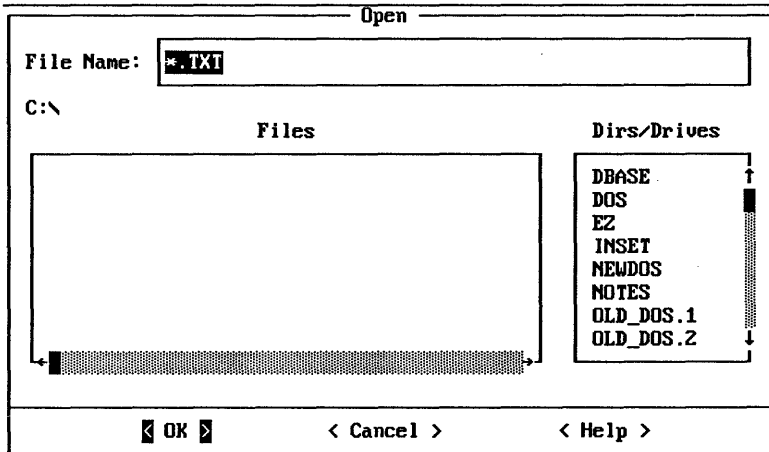 Open
File Name: *.TXT
C:\
Files Dirs/Drives
DBASE
DOS
EZ
INSET
NEWDOS
NOTES
OLD_DOS.1
OLD_DOS.2
< OK > < Cancel > < Help >